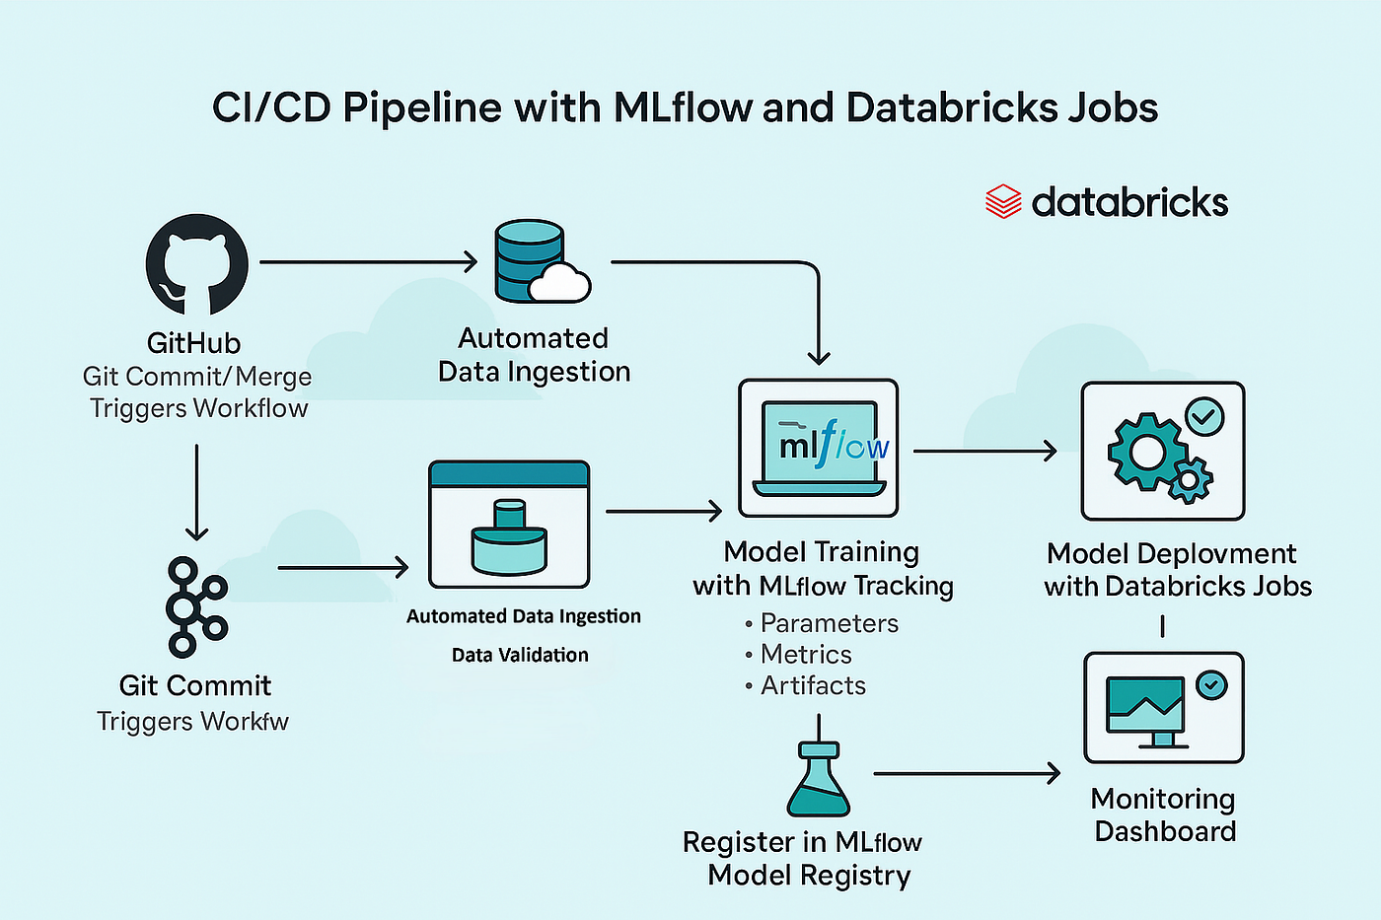 CI/CD Pipeline with MLflow and Databricks Jobs
databricks
GitHub
Git Commit/Merge
Triggers Workflow
Automated
Data Ingestion
mlflow
Git Commit
Triggers Workfw
Automated Data Ingestion
Data Validation
Model Training
with MLflow Tracking
• Parameters
• Metrics
• Artifacts
Model Deplovment
with Databricks Jobs
Register in MLflow
Model Registry
Monitoring
Dashboard